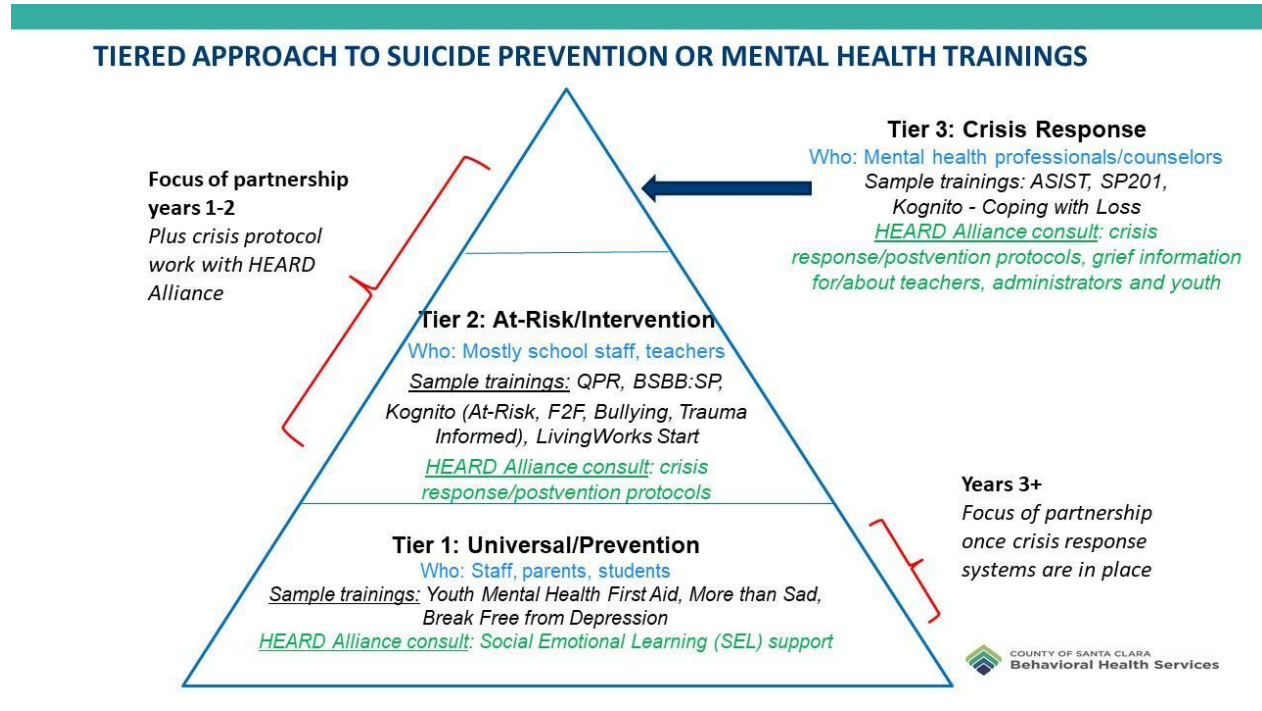 TIERED APPROACH TO SUICIDE PREVENTION OR MENTAL HEALTH TRAININGS
Focus of partnership
years 1-2
Plus crisis protocol
work with HEARD
Alliance
Tier 3: Crisis Response
Who: Mental health professionals/counselors
Sample trainings: ASIST, SP201,
Kognito - Coping with Loss
HEARD Alliance consult: crisis
response/postvention protocols, grief information
for/about teachers, administrators and youth
Tier 2: At-Risk/Intervention
Who: Mostly school staff, teachers
Sample trainings: QPR, BSBB:SP,
Kognito (At-Risk, F2F, Bullying, Trauma
Informed), LivingWorks Start
HEARD Alliance consult: crisis
response/postvention protocols
Years 3+
Focus of partnership
once crisis response
systems are in place
Tier 1: Universal/Prevention
Who: Staff, parents, students
Sample trainings: Youth Mental Health First Aid, More than Sad,
Break Free from Depression
HEARD Alliance consult: Social Emotional Learning (SEL) support
COUNTY OF SANTA CLARA
Behavioral Health Services